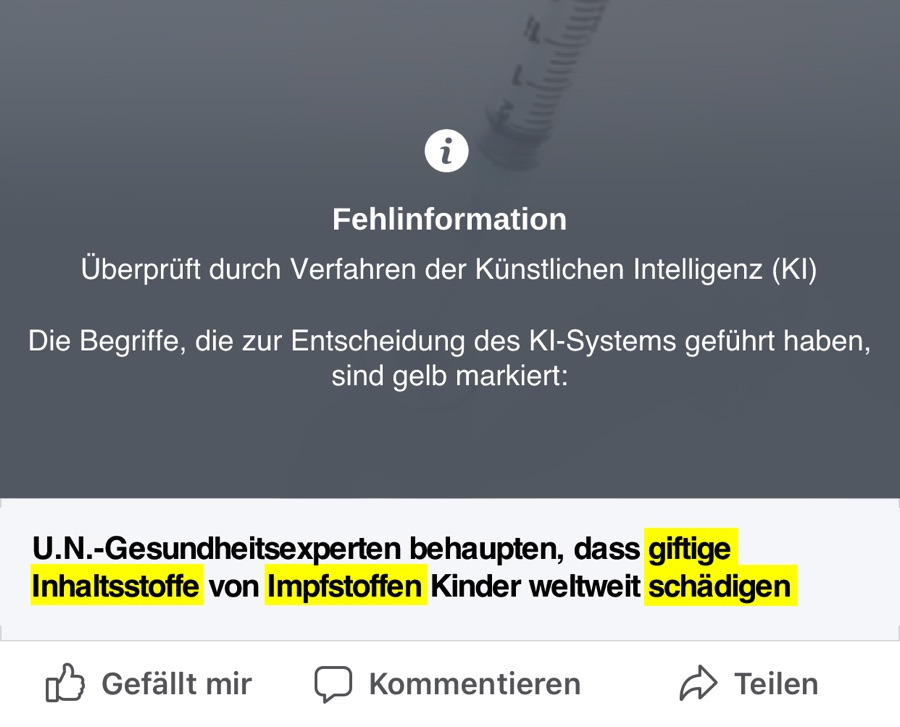 Fehlinformation
Überprüft durch Verfahren der Künstlichen Intelligenz (KI)
Die Begriffe, die zur Entscheidung des KI-Systems geführt haben,
sind gelb markiert:
U.N.-Gesundheitsexperten behaupten, dass giftige
Inhaltsstoffe von Impfstoffen Kinder weltweit schädigen
Gefällt mir Kommentieren Teilen